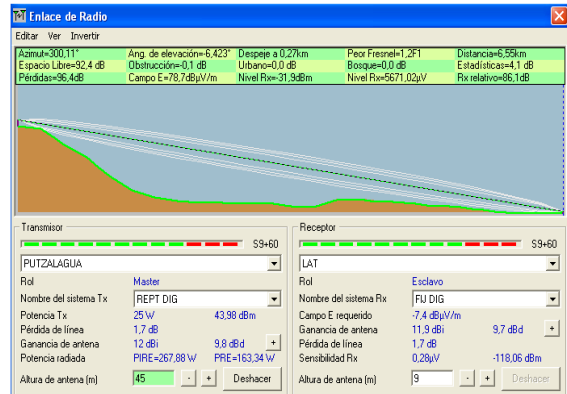 Enlace de Radio
Editar Ver Invertir
Azimut=300,11° Ang. de elevación=-6,423° Despeje a 0,27km Peor Fresnel=1,2F1 Distancia=6,55km
Espacio Libre=92,4 dB Obstrucción=-0,1 dB Urbano=0,0 dB Bosque=0,0 dB Estadísticas=4,1 dB
Pérdidas=96,4dB Campo E=78,7dBµV/m Nivel Rx=-31,9dBm Nivel Rx=5671,02µV Rx relativo=86,1dB
Transmisor
S9+60
PUTZALAGUA
Rol Master
Nombre del sistema Tx REPT DIG
Potencia Tx 25 W 43,98 dBm
Pérdida de línea 1,7 dB
Ganancia de antena 12 dBi 9,8 dBd +
Potencia radiada PIRE=267,88 W PRE=163,34 W
Altura de antena (m) 45 - + Deshacer
Receptor
S9+60
LAT
Rol Esclavo
Nombre del sistema Rx FIJ DIG
Campo E requerido -7,4 dBµV/m
Ganancia de antena 11,9 dBi 9,7 dBd +
Pérdida de línea 1,7 dB
Sensibilidad Rx 0,28µV -118,06 dBm
Altura de antena (m) 9 - + Deshacer